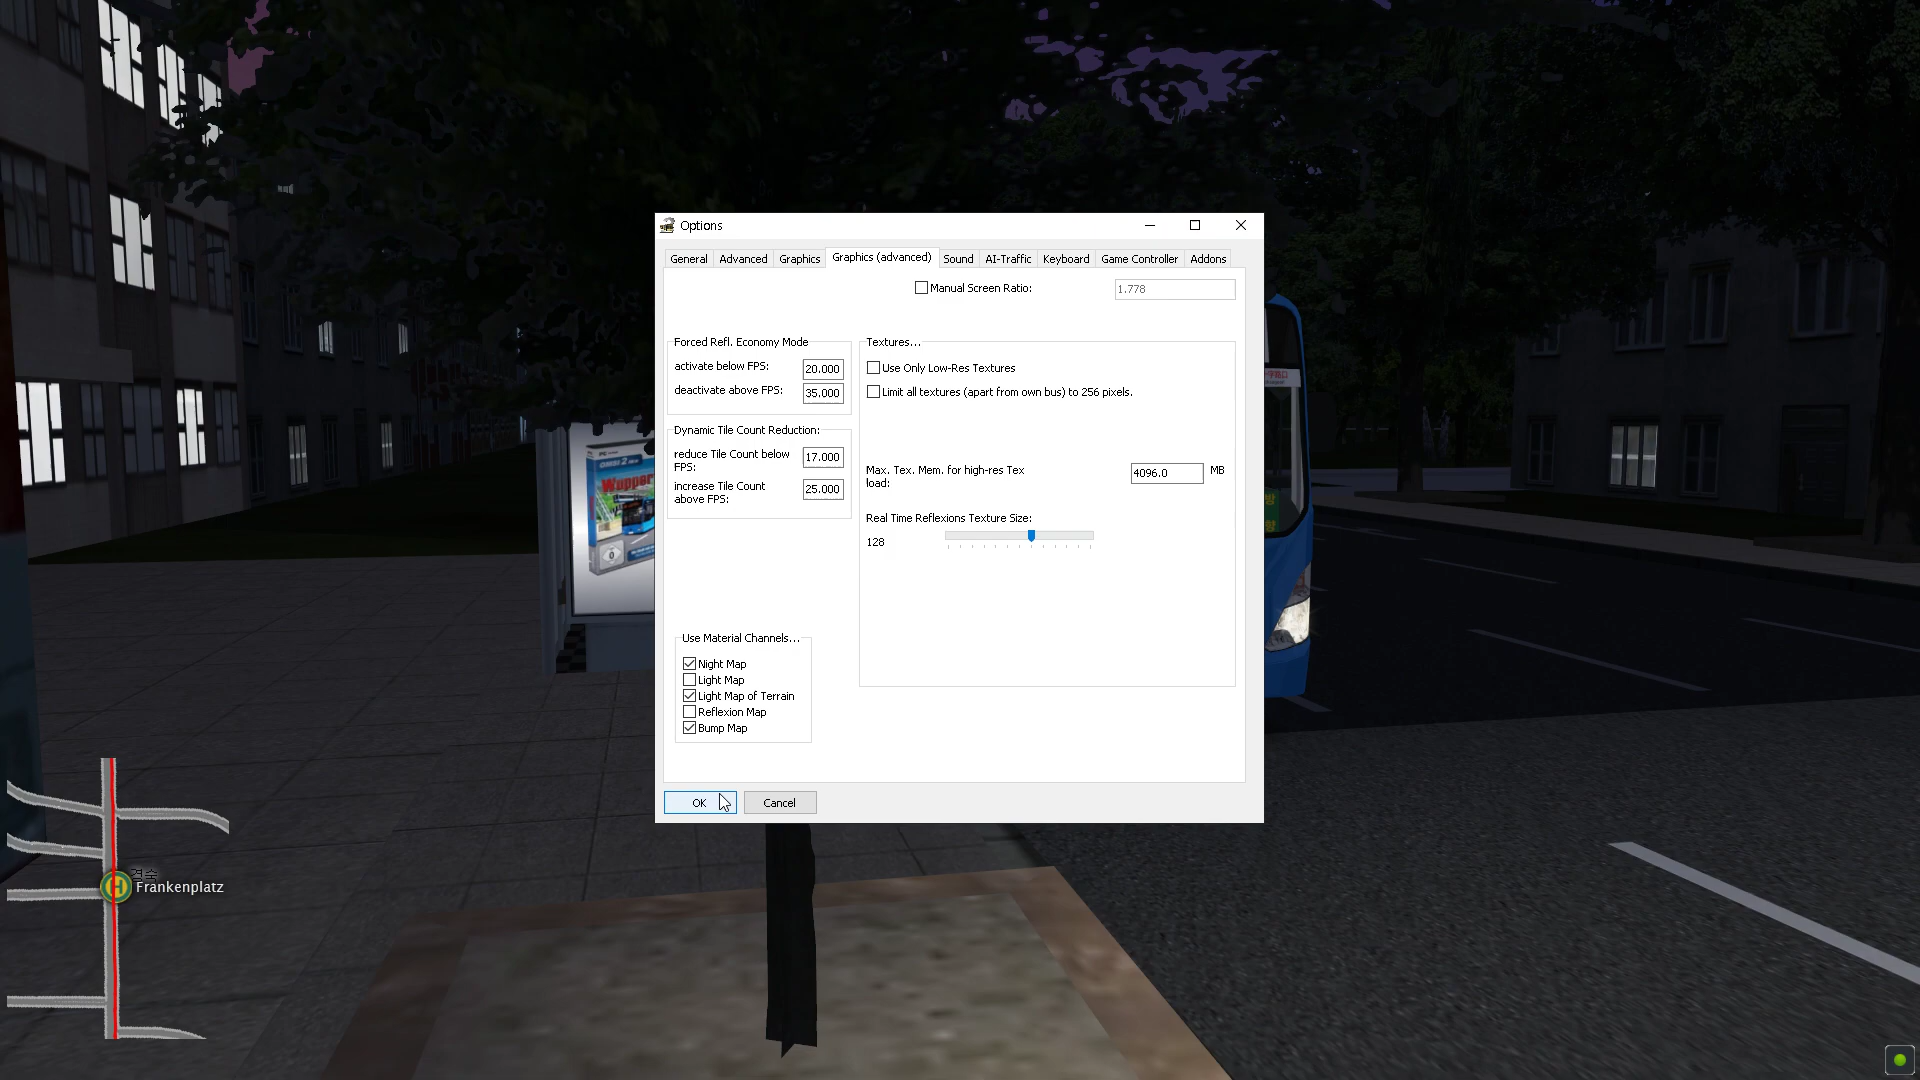 Options
General Advanced Graphics Graphics (advanced) Sound AI-Traffic Keyboard Game Controller Addons
Manual Screen Ratio: 1.778
Forced Refl. Economy Mode
activate below FPS: 20.000
deactivate above FPS: 35.000
Dynamic Tile Count Reduction:
reduce Tile Count below
FPS: 17.000
increase Tile Count
above FPS: 25.000
Textures...
Use Only Low-Res Textures
Limit all textures (apart from own bus) to 256 pixels.
Max. Tex. Mem. for high-res Tex
load: 4096.0 MB
Real Time Reflexions Texture Size:
128
Use Material Channels...
Night Map
Light Map
Light Map of Terrain
Reflexion Map
Bump Map
OK Cancel
OMSI 2
Wupper
H Frankenplatz